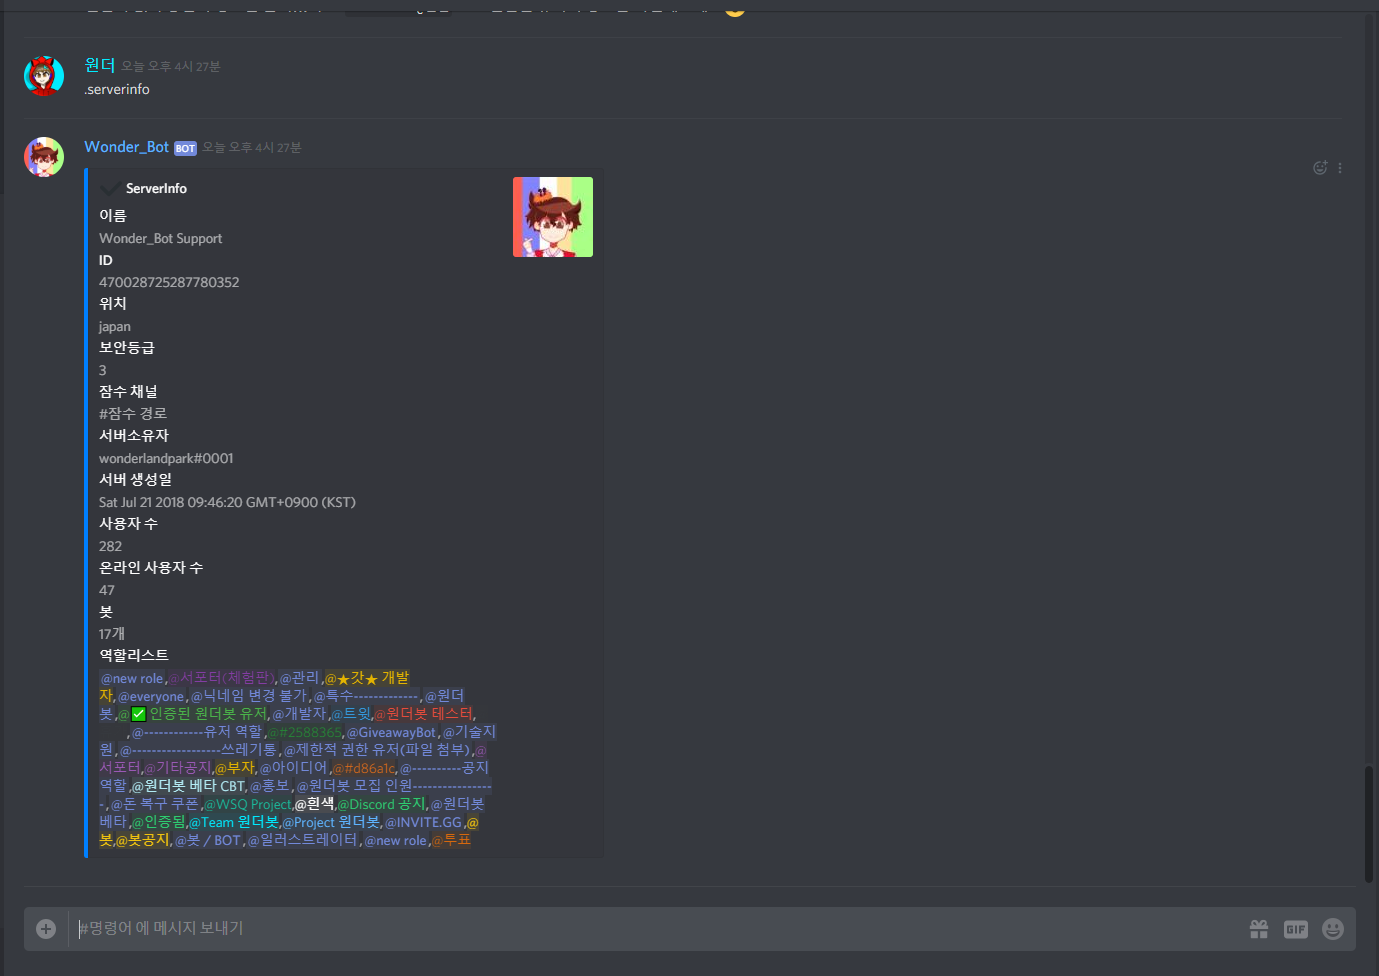 원더 오늘 오후 4시 27분
.serverinfo
Wonder_Bot BOT 오늘 오후 4시 27분
ServerInfo
이름
Wonder_Bot Support
ID
470028725287780352
위치
japan
보안등급
3
잠수 채널
#잠수 경로
서버소유자
wonderlandpark#0001
서버 생성일
Sat Jul 21 2018 09:46:20 GMT+0900 (KST)
사용자 수
282
온라인 사용자 수
47
봇
17개
역할리스트
@new role,@서포터(체험판),@관리,@★갓★ 개발
자,@everyone,@닉네임 변경 불가,@특수-------------,@원더
봇,@✅ 인증된 원더봇 유저,@개발자,@트윗,@원더봇 테스터,
,@------------유저 역할,@#2588365,@GiveawayBot,@기술지
원,@------------------쓰레기통,@제한적 권한 유저(파일 첨부),@
서포터,@기타공지,@부자,@아이디어,@#d86a1c,@----------공지
역할,@원더봇 베타 CBT,@홍보,@원더봇 모집 인원----------------
-,@돈 복구 쿠폰,@WSQ Project,@흰색,@Discord 공지,@원더봇
베타,@인증됨,@Team 원더봇,@Project 원더봇,@INVITE.GG,@
봇,@봇공지,@봇 / BOT,@일러스트레이터,@new role,@투표
#명령어 에 메시지 보내기
GIF